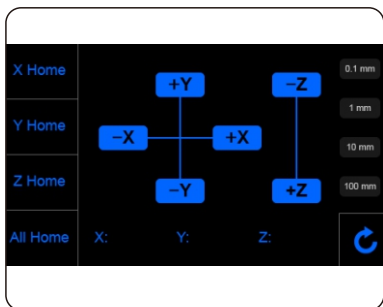 X Home
Y Home
Z Home
All Home
+Y
−X
+X
−Y
−Z
+Z
0.1 mm
1 mm
10 mm
100 mm
X:
Y:
Z: